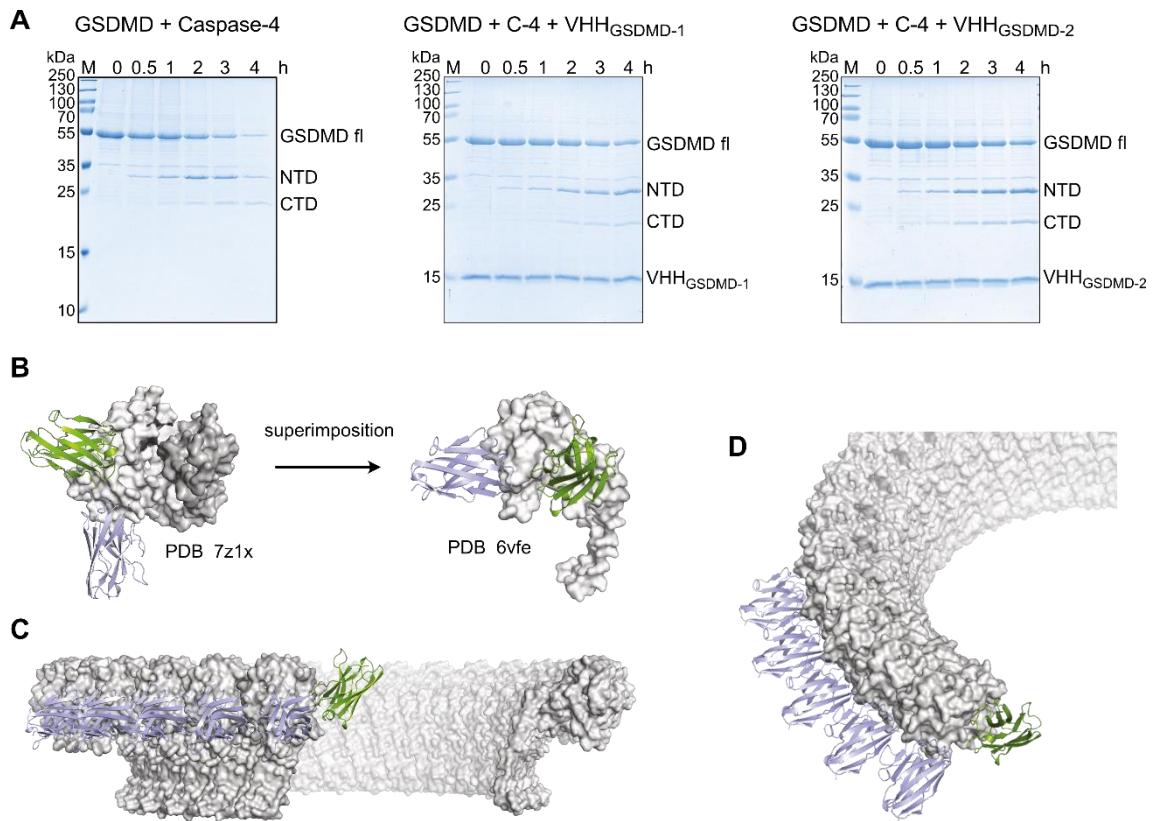 A
GSDMD + Caspase-4
kDa M 0 0.5 1 2 3 4 h
250
130
100
70
55
35
25
15
10
GSDMD fl
NTD
CTD
GSDMD + C-4 + VHHGSDMD-1
kDa M 0 0.5 1 2 3 4 h
250
130
100
70
55
35
25
15
GSDMD fl
NTD
CTD
VHHGSDMD-1
GSDMD + C-4 + VHHGSDMD-2
kDa M 0 0.5 1 2 3 4 h
250
130
100
70
55
35
25
15
GSDMD fl
NTD
CTD
VHHGSDMD-2
B
superimposition
PDB 7z1x
PDB 6vfe
C
D